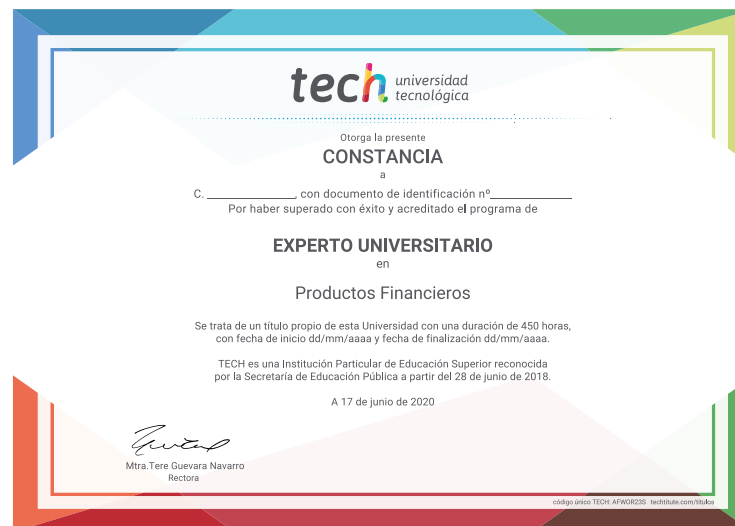 tech universidad
tecnológica
Otorga la presente
CONSTANCIA
a
C. ______________, con documento de identificación nº____________
Por haber superado con éxito y acreditado el programa de
EXPERTO UNIVERSITARIO
en
Productos Financieros
Se trata de un título propio de esta Universidad con una duración de 450 horas,
con fecha de inicio dd/mm/aaaa y fecha de finalización dd/mm/aaaa.
TECH es una Institución Particular de Educación Superior reconocida
por la Secretaría de Educación Pública a partir del 28 de junio de 2018.
A 17 de junio de 2020
Mtra.Tere Guevara Navarro
Rectora
código único TECH: AFWOR23S techtitute.com/titulos